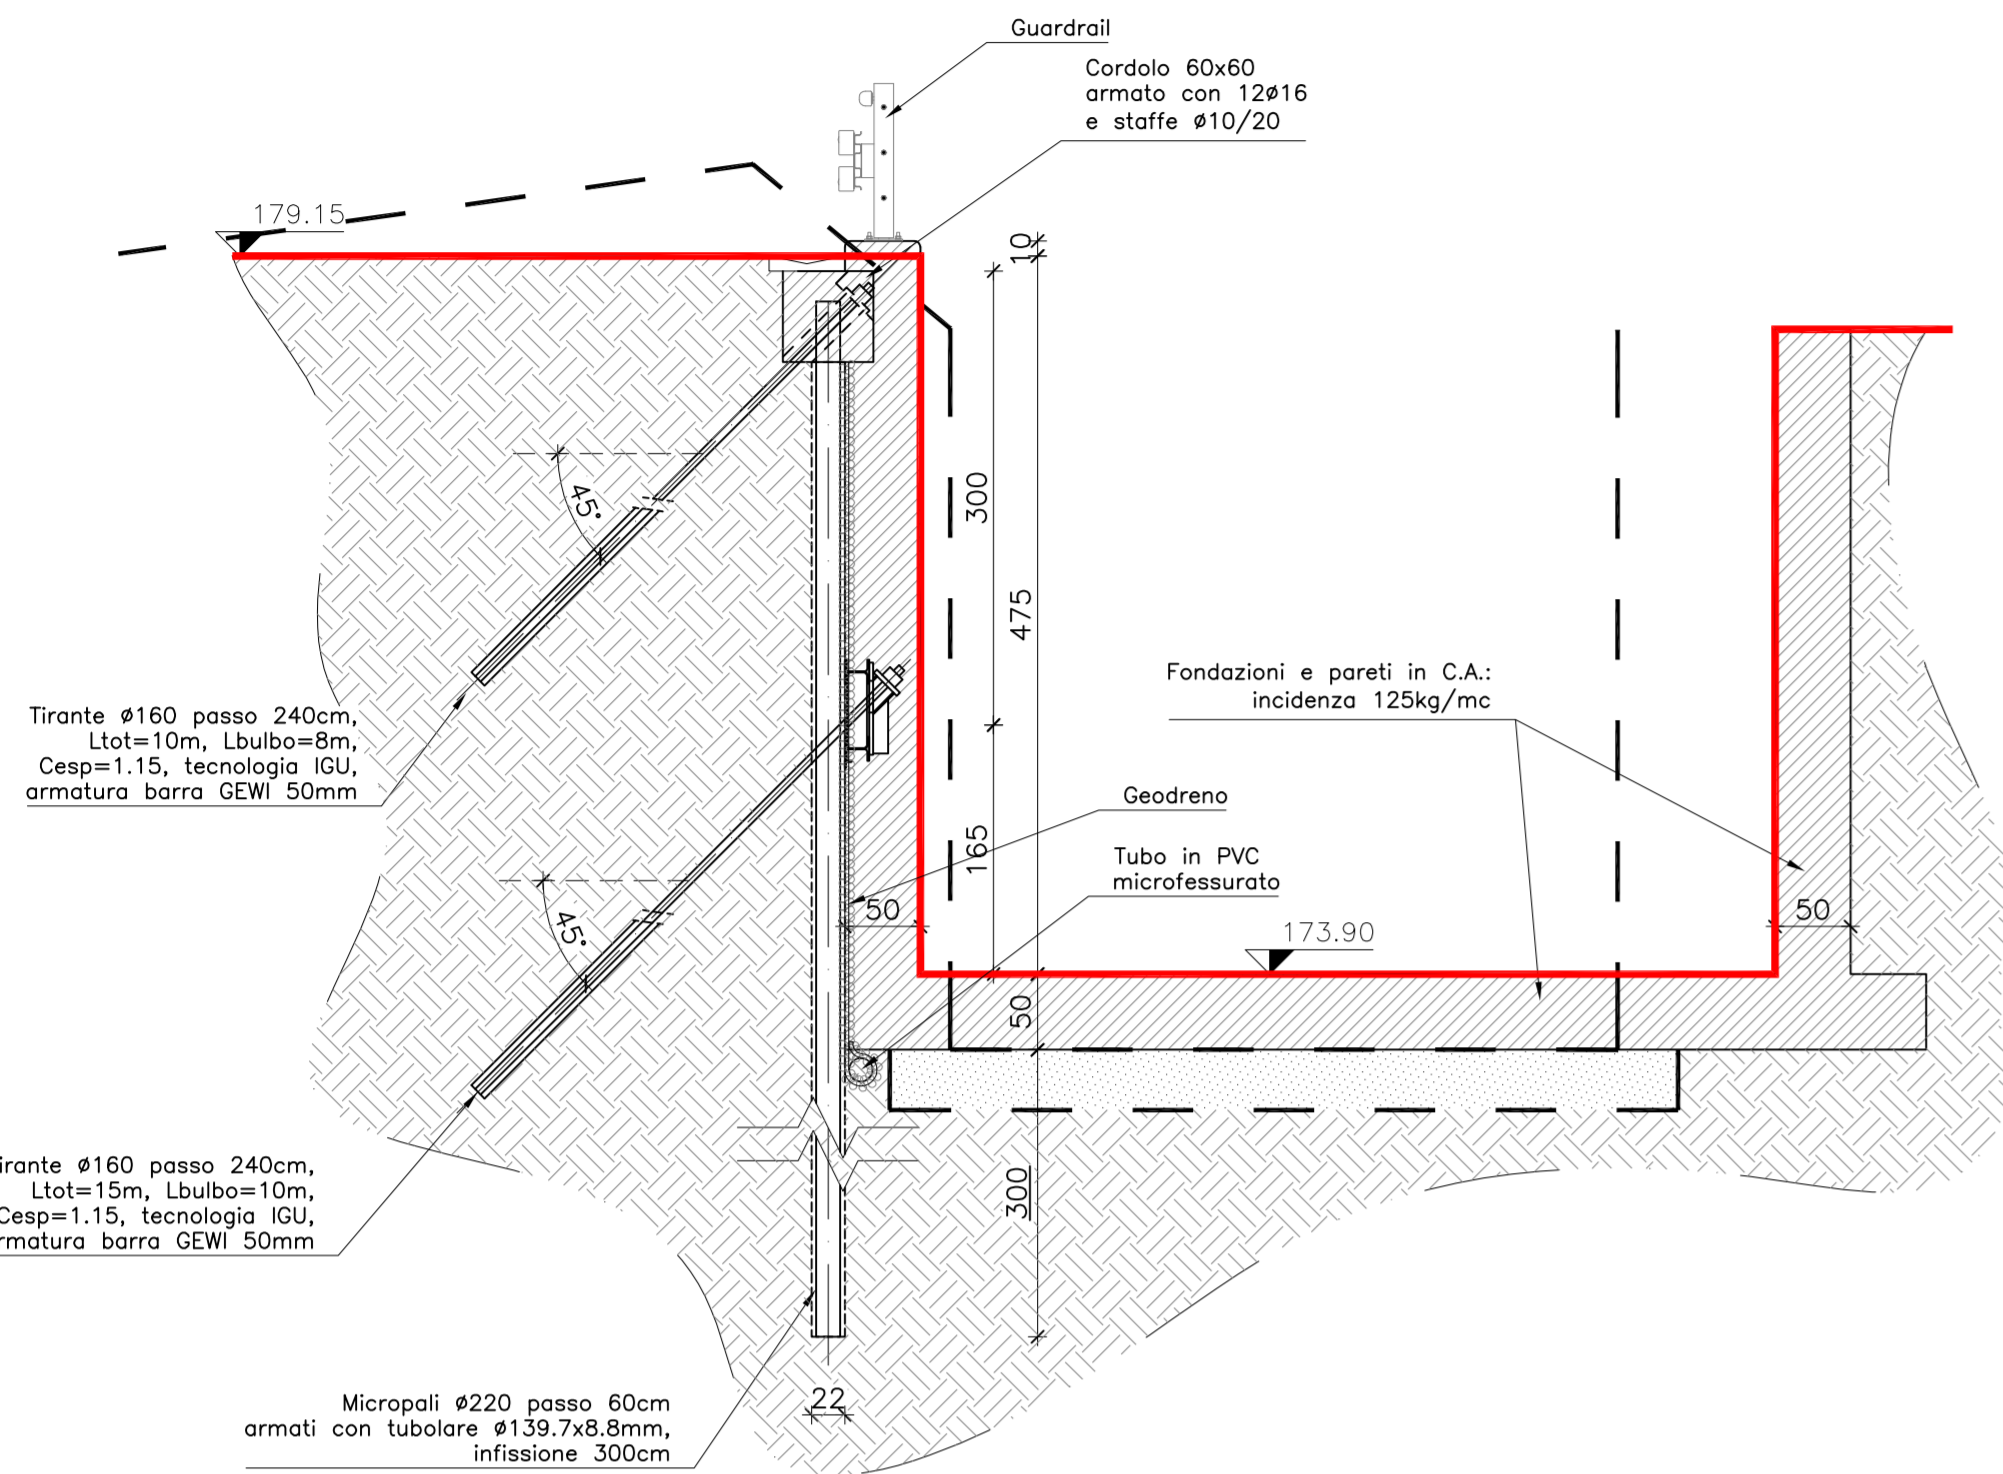 Guardrail
Cordolo 60x60
armato con 12ø16
e staffe ø10/20
179.15
10
300
475
45°
Fondazioni e pareti in C.A.:
incidenza 125kg/mc
Tirante ø160 passo 240cm,
Ltot=10m, Lbulbo=8m,
Cesp=1.15, tecnologia IGU,
armatura barra GEWI 50mm
Geodreno
165
Tubo in PVC
microfessurato
50
50
45°
173.90
50
irante ø160 passo 240cm,
Ltot=15m, Lbulbo=10m,
Cesp=1.15, tecnologia IGU,
rmatura barra GEWI 50mm
300
22
Micropali ø220 passo 60cm
armati con tubolare ø139.7x8.8mm,
infissione 300cm